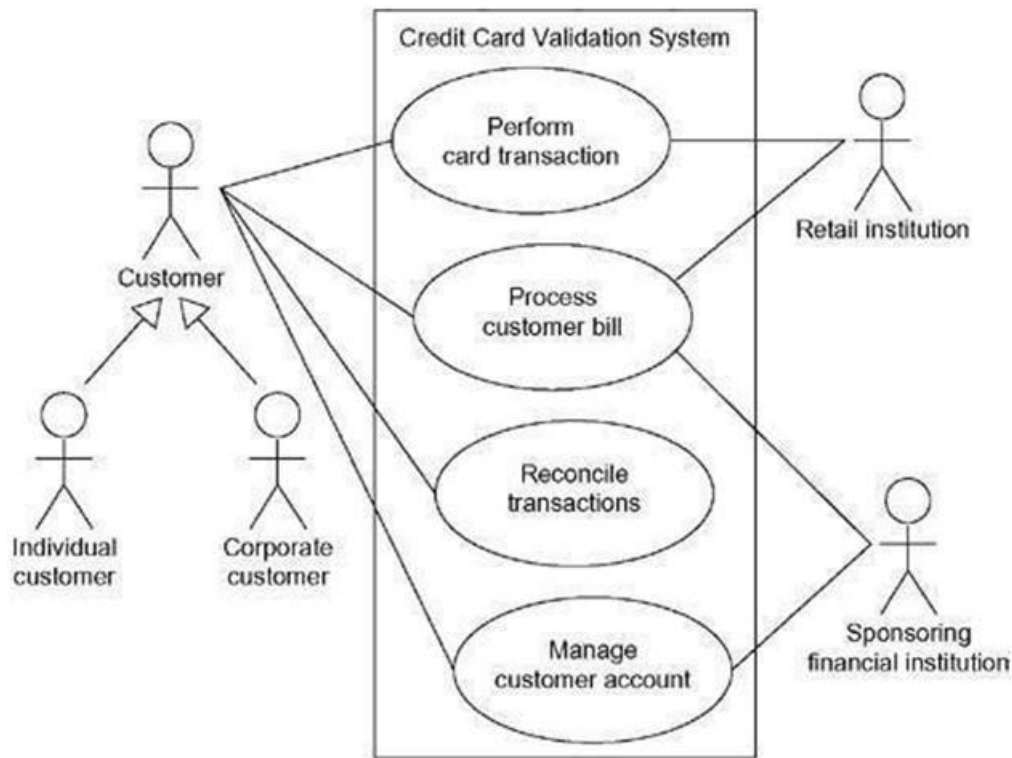 Credit Card Validation System
Perform
card transaction
Retail institution
Customer
Process
customer bill
Individual
customer
Corporate
customer
Reconcile
transactions
Sponsoring
financial institution
Manage
customer account